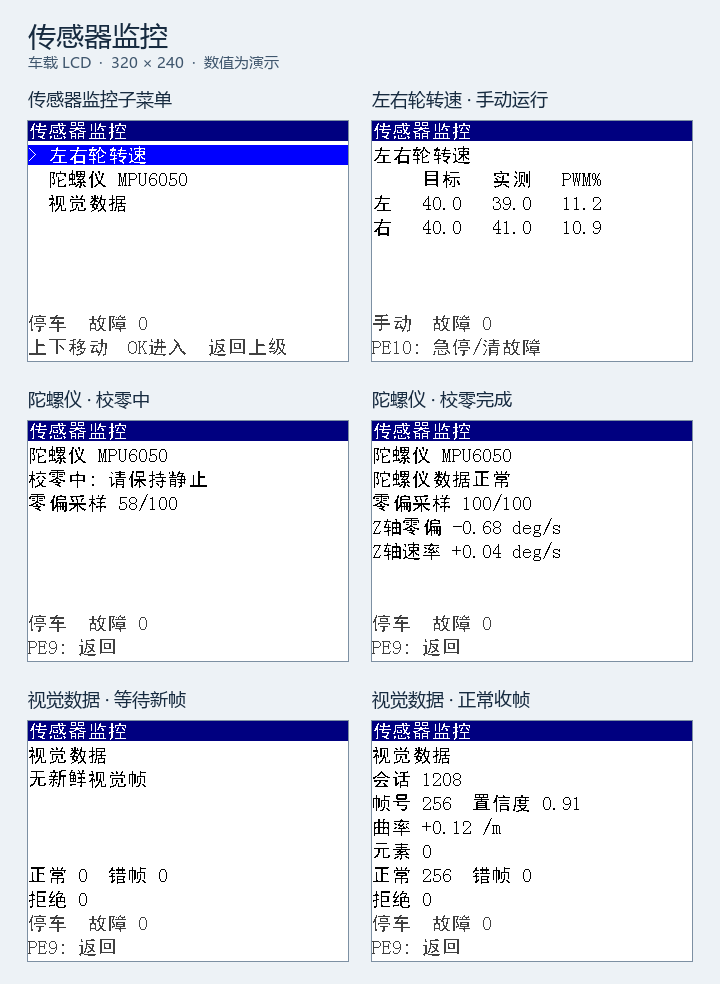 传感器监控
车载 LCD · 320 × 240 · 数值为演示
传感器监控子菜单
传感器监控
> 左右轮转速
陀螺仪 MPU6050
视觉数据
停车 故障 0
上下移动 OK进入 返回上级
左右轮转速 · 手动运行
传感器监控
左右轮转速
目标 实测 PWM%
左 40.0 39.0 11.2
右 40.0 41.0 10.9
手动 故障 0
PE10: 急停/清故障
陀螺仪 · 校零中
传感器监控
陀螺仪 MPU6050
校零中: 请保持静止
零偏采样 58/100
停车 故障 0
PE9: 返回
陀螺仪 · 校零完成
传感器监控
陀螺仪 MPU6050
陀螺仪数据正常
零偏采样 100/100
Z轴零偏 -0.68 deg/s
Z轴速率 +0.04 deg/s
停车 故障 0
PE9: 返回
视觉数据 · 等待新帧
传感器监控
视觉数据
无新鲜视觉帧
正常 0 错帧 0
拒绝 0
停车 故障 0
PE9: 返回
视觉数据 · 正常收帧
传感器监控
视觉数据
会话 1208
帧号 256 置信度 0.91
曲率 +0.12 /m
元素 0
正常 256 错帧 0
拒绝 0
停车 故障 0
PE9: 返回